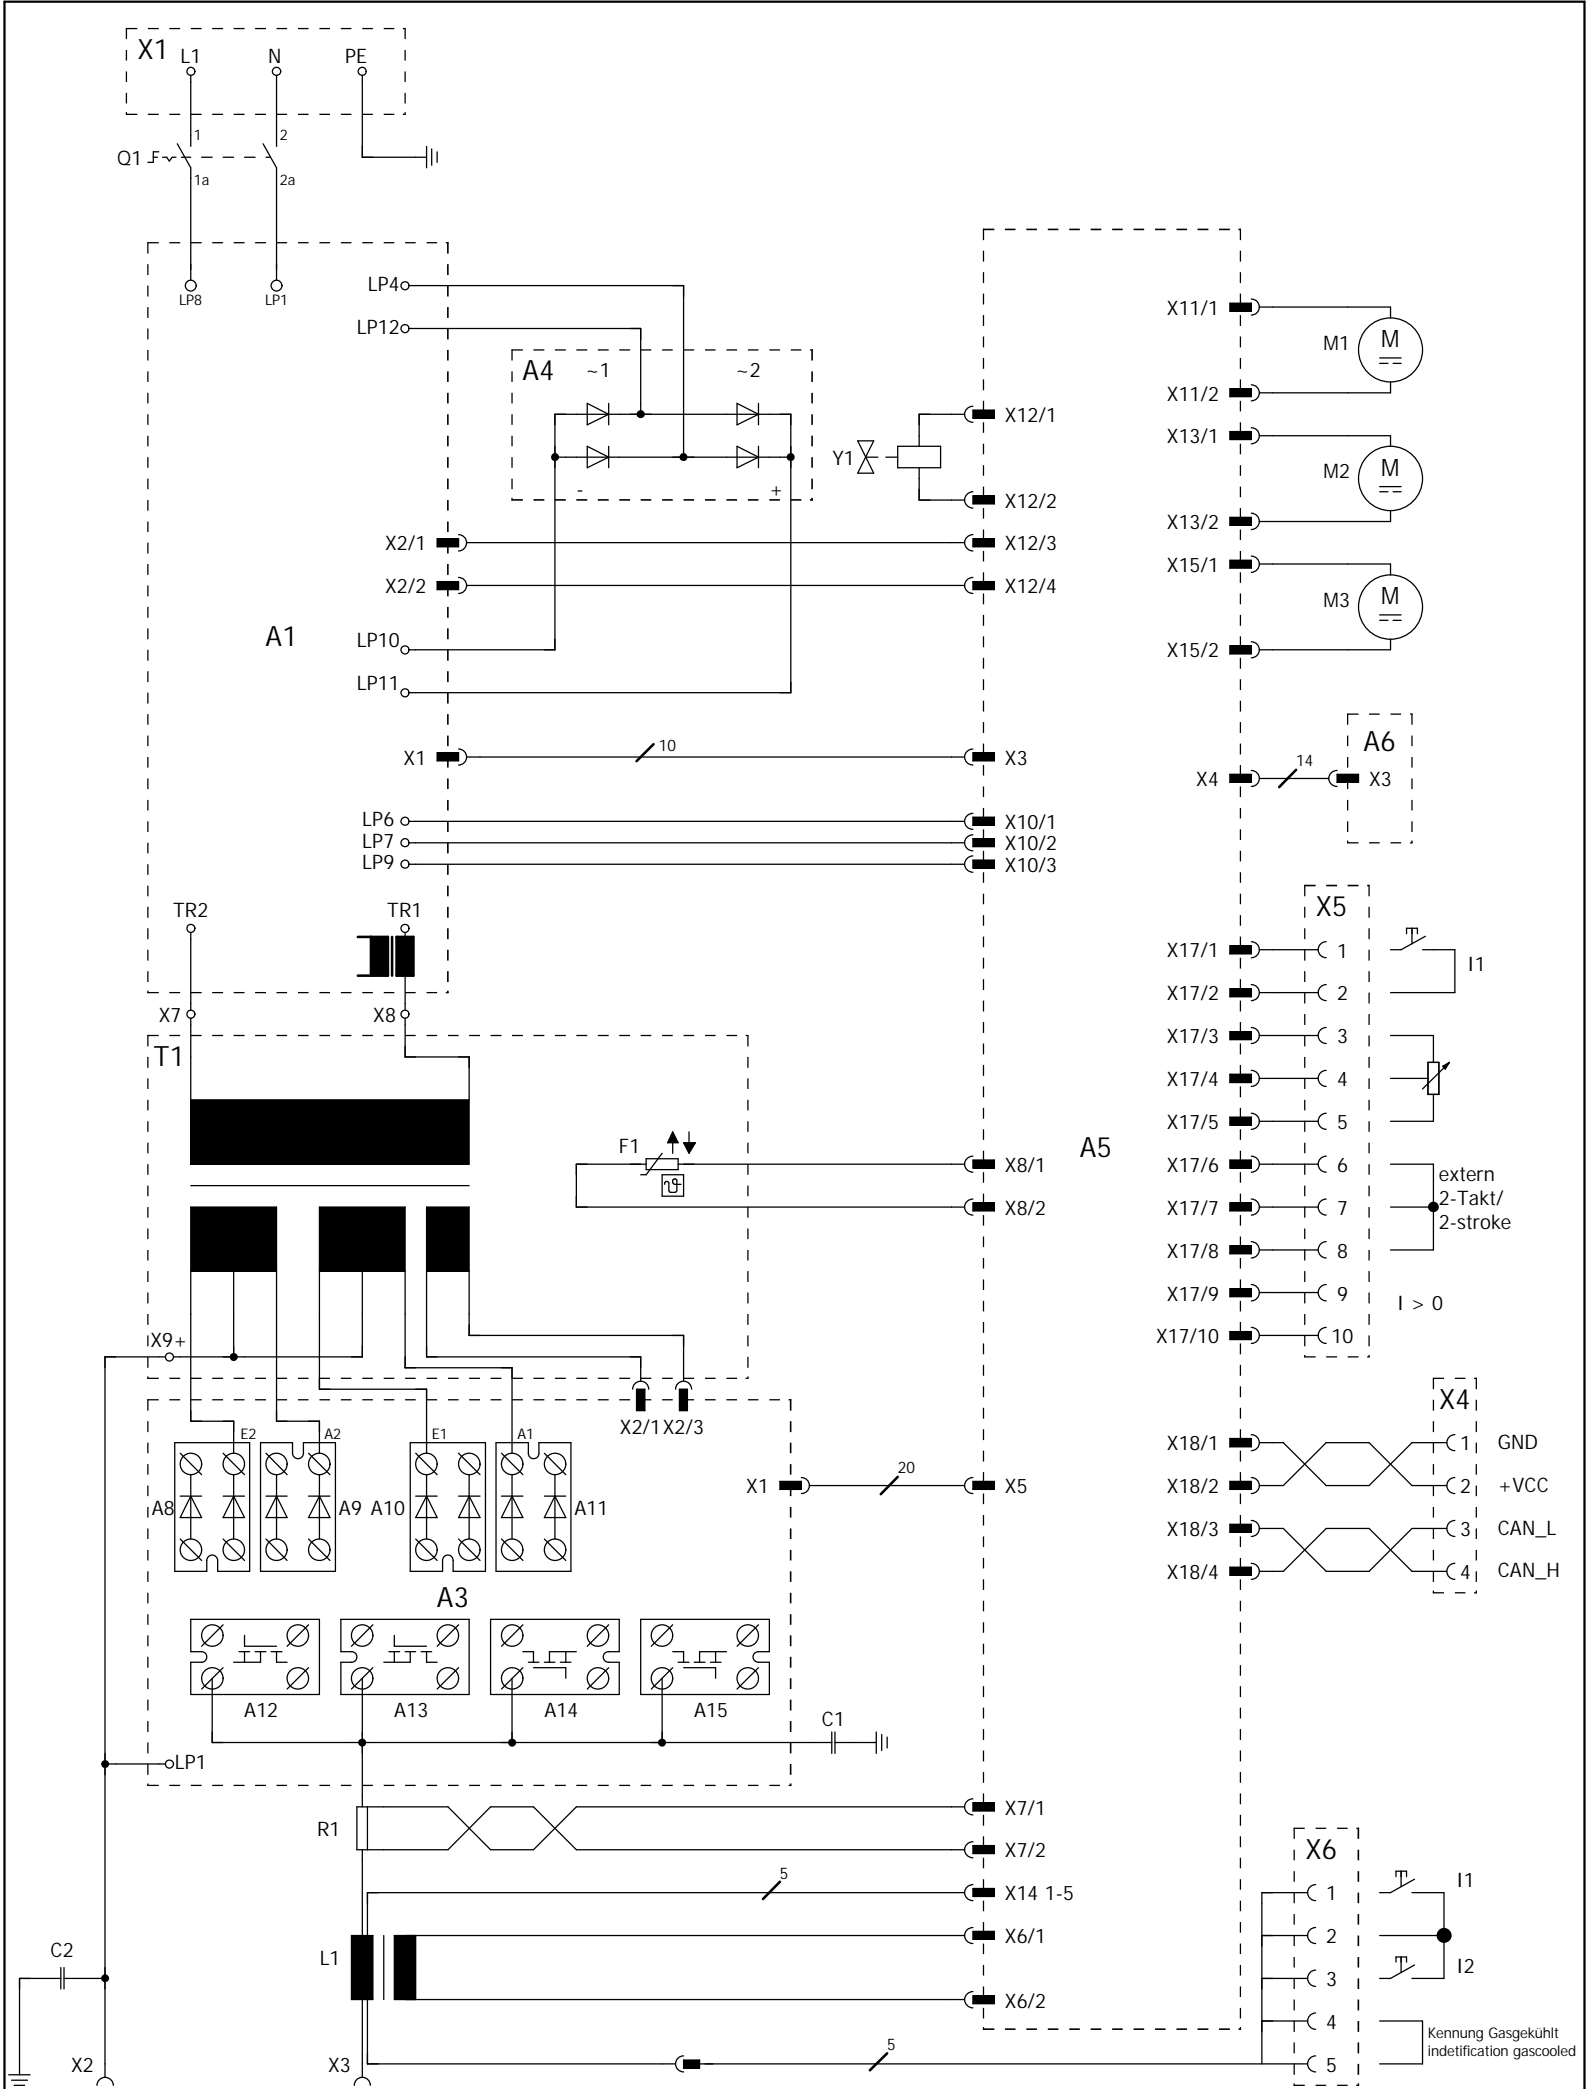 X1 L1 N PE
1 2
Q1
1a 2a
LP8 LP1
LP4
LP12
A4 ~1 ~2
- +
X11/1
M1 M
X11/2
X12/1
X13/1
Y1
M2 M
X12/2
X13/2
X2/1 X12/3
X15/1
X2/2 X12/4
M3 M
A1
LP10
X15/2
LP11
A6
X1 10 X3
X4 14 X3
LP6 X10/1
LP7 X10/2
LP9 X10/3
TR2 TR1
X5
X17/1 1
I1
X17/2 2
X7 X8
X17/3 3
T1
X17/4 4
X17/5 5
F1
ϑ
A5
X8/1
X17/6 6
extern
2-Takt/
2-stroke
X8/2
X17/7 7
X17/8 8
X17/9 9
I > 0
X9+
X17/10 10
X4
X2/1 X2/3
E2 A2 E1 A1
X18/1 1 GND
X1 20 X5
X18/2 2 +VCC
A8 A9 A10 A11
X18/3 3 CAN_L
X18/4 4 CAN_H
A3
A12 A13 A14 A15
C1
LP1
X7/1
R1
X7/2
X6
5
X14 1-5
1
I1
X6/1
2
C2
L1
3
I2
X6/2
4
Kennung Gasgekühlt
indetification gascooled
5
X2 X3
5